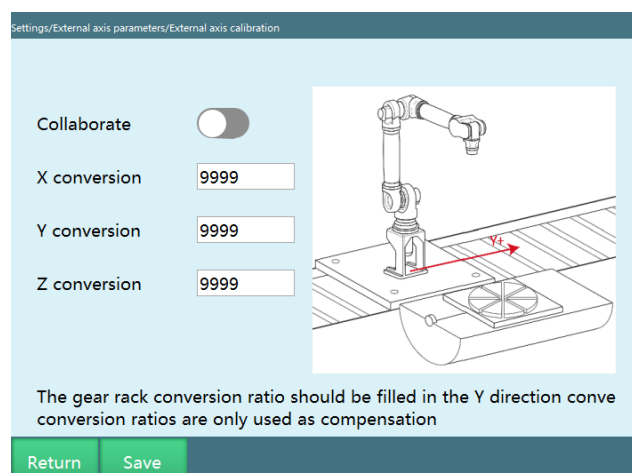 Settings/External axis parameters/External axis calibration
Collaborate
X conversion 9999
Y conversion 9999
Z conversion 9999
Y+
The gear rack conversion ratio should be filled in the Y direction conve
conversion ratios are only used as compensation
Return Save